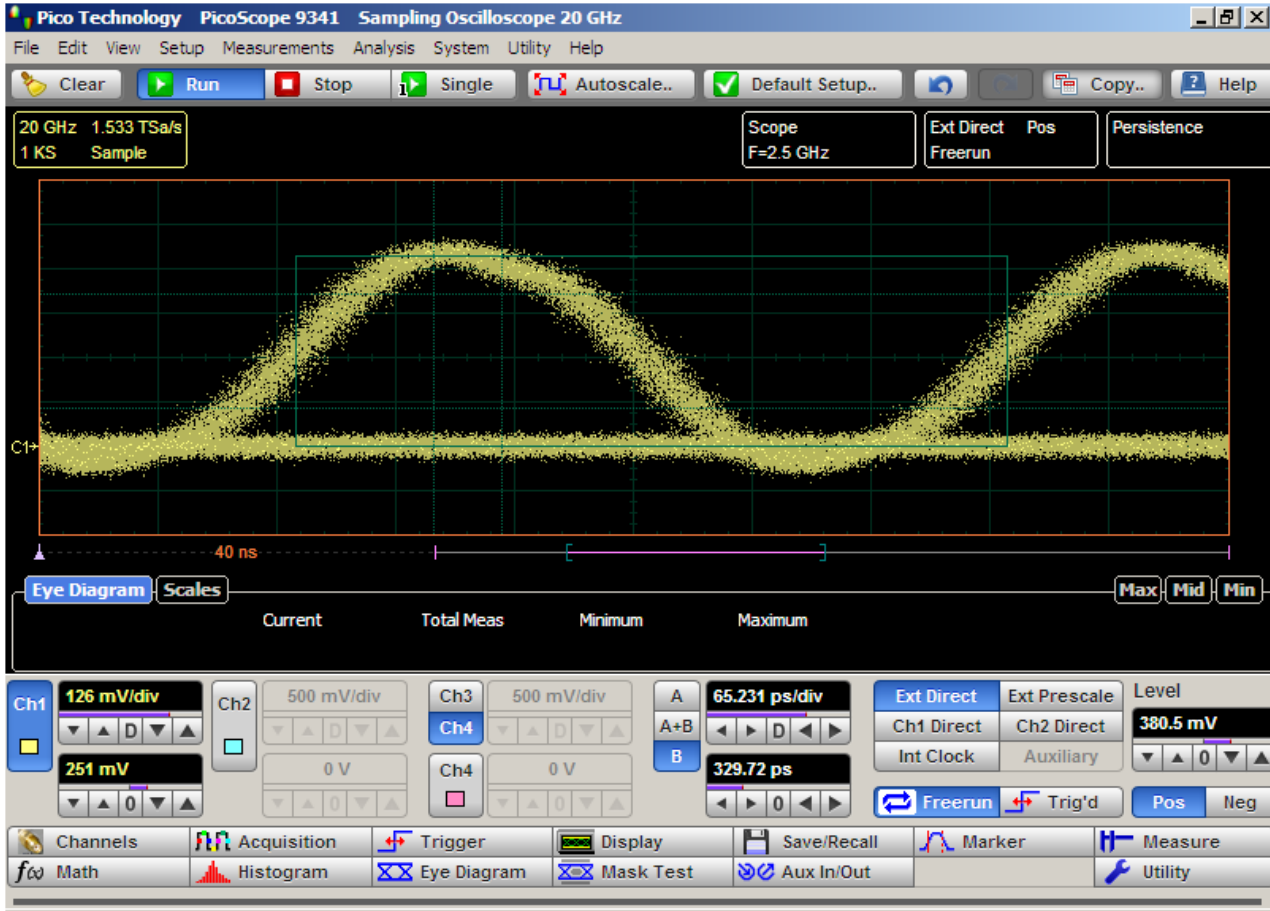 Pico Technology PicoScope 9341 Sampling Oscilloscope 20 GHz
File Edit View Setup Measurements Analysis System Utility Help
Clear Run Stop Single Autoscale.. Default Setup.. Copy.. Help
20 GHz 1.533 TSa/s Scope Ext Direct Pos Persistence
1 KS Sample F=2.5 GHz Freerun
C1
40 ns
Eye Diagram Scales Max Mid Min
Current Total Meas Minimum Maximum
Ch1 126 mV/div Ch2 500 mV/div Ch3 500 mV/div A 65.231 ps/div Ext Direct Ext Prescale Level
D D Ch4 D A+B D Ch1 Direct Ch2 Direct 380.5 mV
251 mV 0 V Ch4 0 V B 329.72 ps Int Clock Auxiliary 0
0 0 0 0 Freerun Trig'd Pos Neg
Channels Acquisition Trigger Display Save/Recall Marker Measure
f(x) Math Histogram Eye Diagram Mask Test Aux In/Out Utility